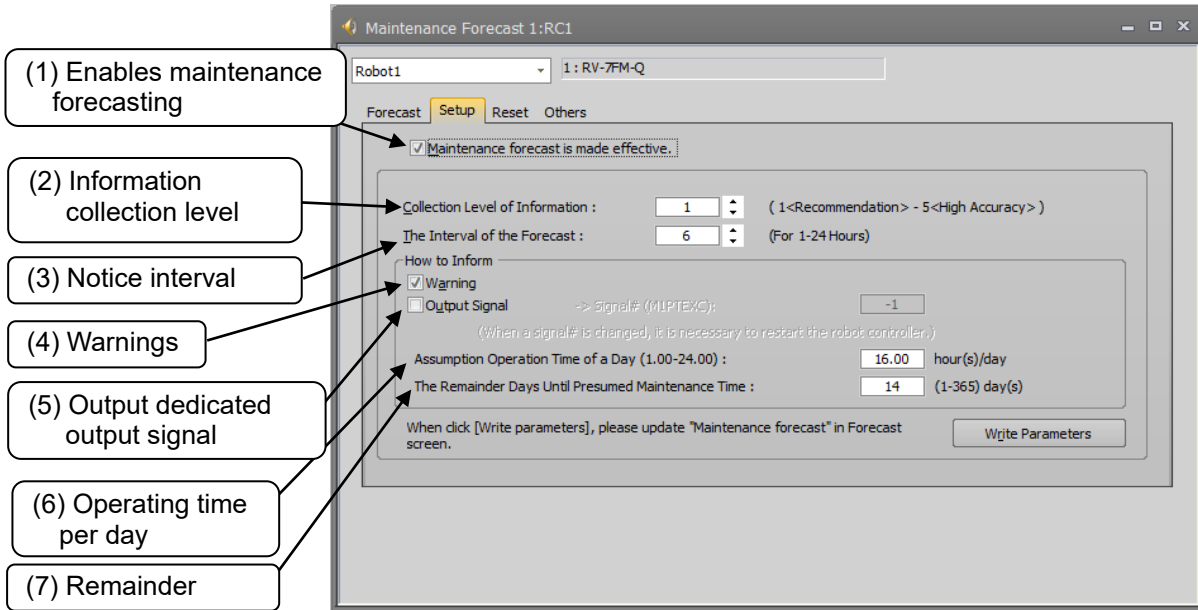 Maintenance Forecast 1:RC1
Robot1
1: RV-7FM-Q
Forecast Setup Reset Others
(1) Enables maintenance
forecasting
Maintenance forecast is made effective.
(2) Information
collection level
Collection Level of Information :
1
( 1<Recommendation> - 5<High Accuracy> )
(3) Notice interval
The Interval of the Forecast :
6
(For 1-24 Hours)
How to Inform
(4) Warnings
Warning
(5) Output dedicated
output signal
Output Signal
-> Signal# (M1PTEXC):
-1
(When a signal# is changed, it is necessary to restart the robot controller.)
(6) Operating time
per day
Assumption Operation Time of a Day (1.00-24.00) :
16.00
hour(s)/day
(7) Remainder
The Remainder Days Until Presumed Maintenance Time :
14
(1-365) day(s)
When click [Write parameters], please update "Maintenance forecast" in Forecast
screen.
Write Parameters